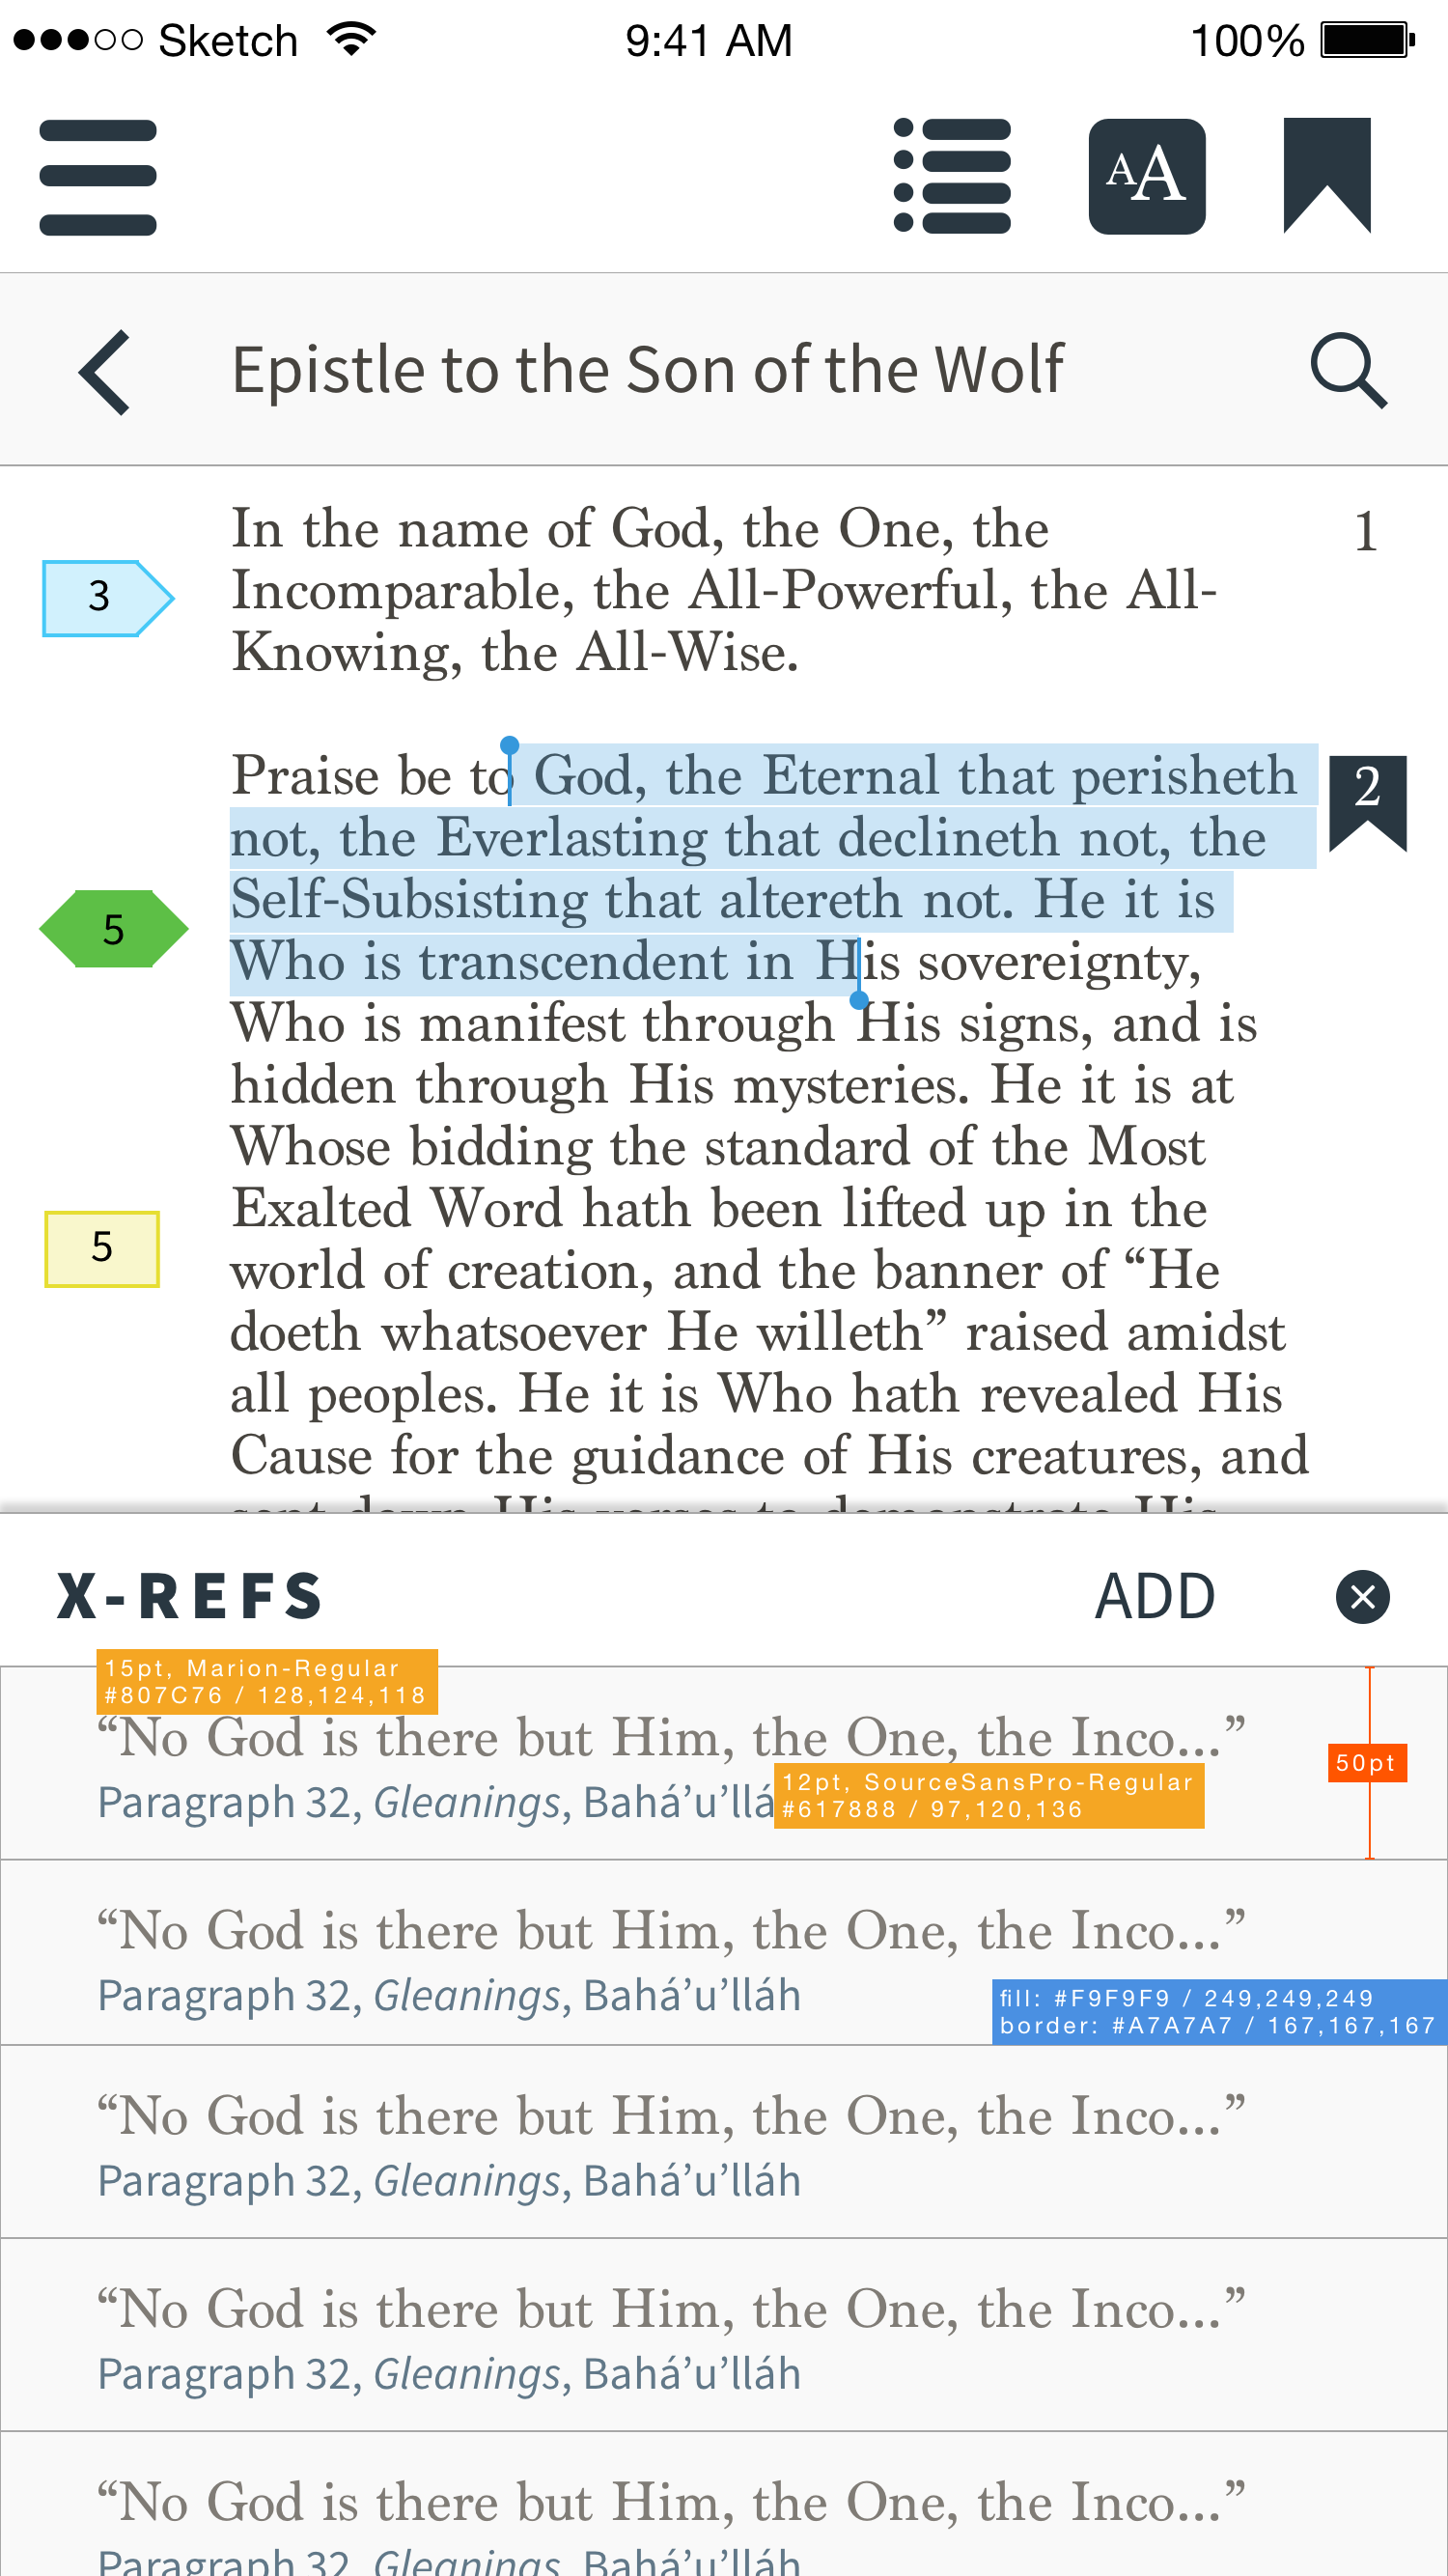 Sketch 9:41 AM 100%
AA
Epistle to the Son of the Wolf
In the name of God, the One, the 1
Incomparable, the All-Powerful, the All-
3
Knowing, the All-Wise.
Praise be to God, the Eternal that perisheth 2
not, the Everlasting that declineth not, the
Self-Subsisting that altereth not. He it is
5
Who is transcendent in His sovereignty,
Who is manifest through His signs, and is
hidden through His mysteries. He it is at
Whose bidding the standard of the Most
Exalted Word hath been lifted up in the
5
world of creation, and the banner of “He
doeth whatsoever He willeth” raised amidst
all peoples. He it is Who hath revealed His
Cause for the guidance of His creatures, and
sent down His verses to demonstrate His
X-REFS ADD
15pt, Marion-Regular
#807C76 / 128,124,118
“No God is there but Him, the One, the Inco...”
50pt
Paragraph 32, Gleanings, Bahá’u’llá
12pt, SourceSansPro-Regular
#617888 / 97,120,136
“No God is there but Him, the One, the Inco...”
Paragraph 32, Gleanings, Bahá’u’lláh
fill: #F9F9F9 / 249,249,249
border: #A7A7A7 / 167,167,167
“No God is there but Him, the One, the Inco...”
Paragraph 32, Gleanings, Bahá’u’lláh
“No God is there but Him, the One, the Inco...”
Paragraph 32, Gleanings, Bahá’u’lláh
“No God is there but Him, the One, the Inco...”
Paragraph 32, Gleanings, Bahá’u’lláh